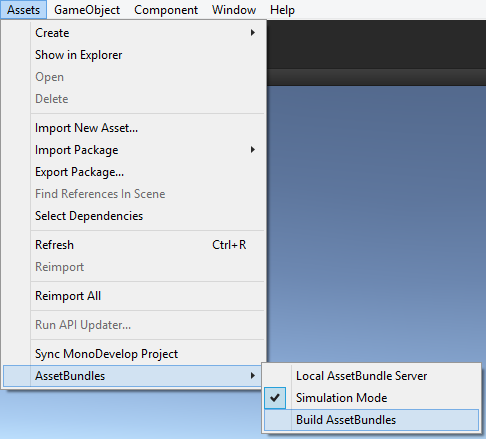 Assets GameObject Component Window Help
Create
Show in Explorer
Open
Delete
Import New Asset...
Import Package
Export Package...
Find References In Scene
Select Dependencies
Refresh Ctrl+R
Reimport
Reimport All
Run API Updater...
Sync MonoDevelop Project
AssetBundles
Local AssetBundle Server
Simulation Mode
Build AssetBundles